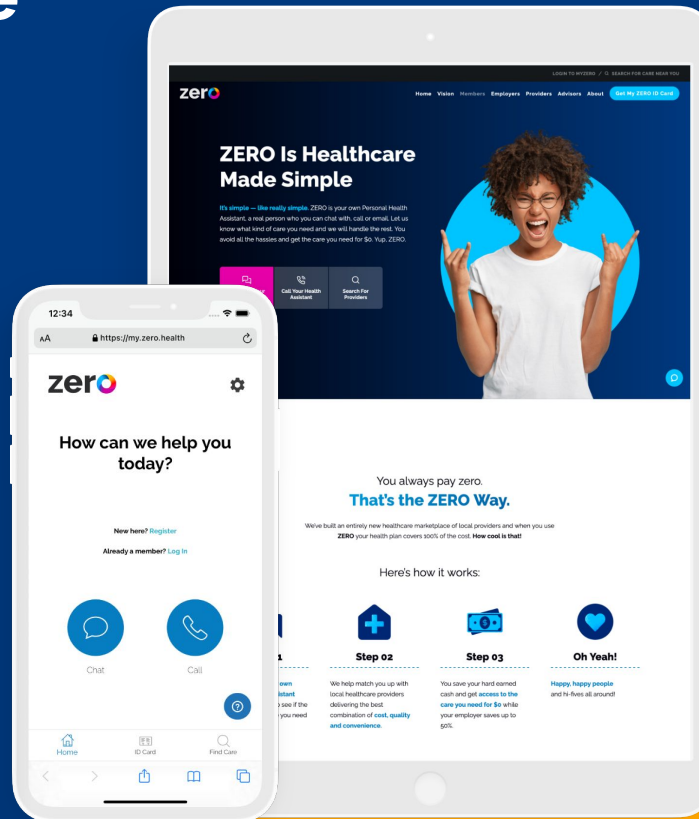 LOGIN TO MYZERO / SEARCH FOR CARE NEAR YOU
zero
Home Vision Members Employers Providers Advisors About Get My ZERO ID Card
ZERO Is Healthcare
Made Simple
It's simple — like really simple. ZERO is your own Personal Health
Assistant, a real person who you can chat with, call or email. Let us
know what kind of care you need and we will handle the rest. You
avoid all the hassles and get the care you need for $0. Yup, ZERO.
Call Your Health
Assistant
Search For
Providers
You always pay zero.
That's the ZERO Way.
We've built an entirely new healthcare marketplace of local providers and when you use
ZERO your health plan covers 100% of the cost. How cool is that!
Here's how it works:
1
own
see if the
you need
Step 02
We help match you up with
local healthcare providers
delivering the best
combination of cost, quality
and convenience.
Step 03
You save your hard earned
cash and get access to the
care you need for $0 while
your employer saves up to
50%.
Oh Yeah!
Happy, happy people
and hi-fives all around!
12:34
AA https://my.zero.health
zero
How can we help you
today?
New here? Register
Already a member? Log In
Chat
Call
Home
ID Card
Find Care